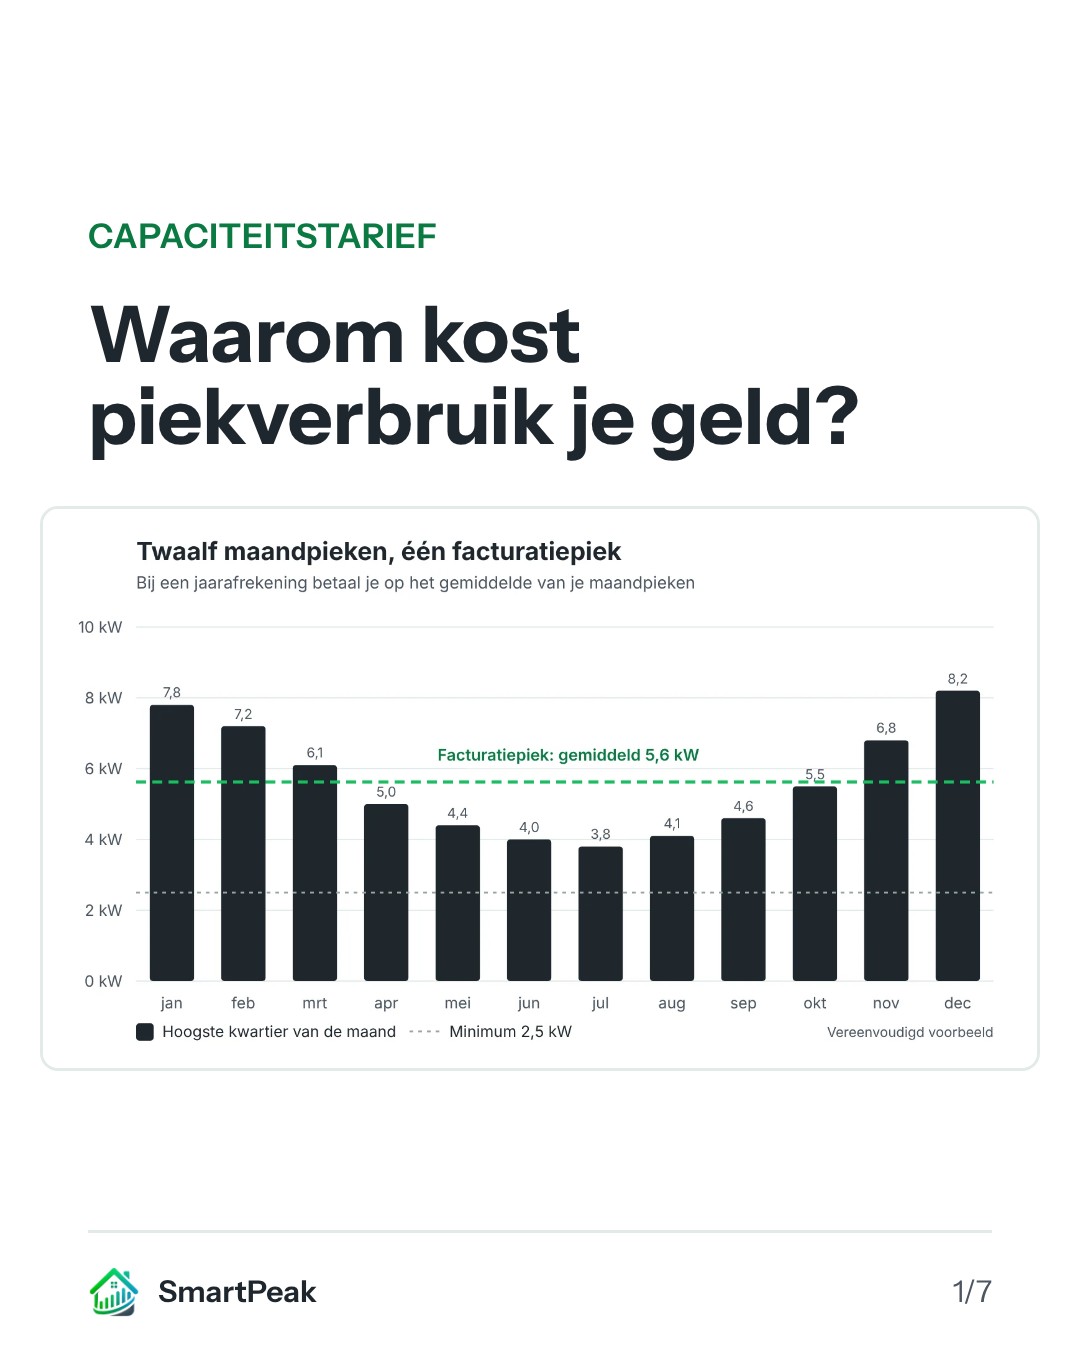 CAPACITEITSTARIEF
Waarom kost
piekverbruik je geld?
Twaalf maandpieken, één facturatiepiek
Bij een jaarafrekening betaal je op het gemiddelde van je maandpieken
10 kW
8 kW
6 kW
4 kW
2 kW
0 kW
7,8
7,2
6,1
5,0
4,4
4,0
3,8
4,1
4,6
5,5
6,8
8,2
Facturatiepiek: gemiddeld 5,6 kW
jan
feb
mrt
apr
mei
jun
jul
aug
sep
okt
nov
dec
Hoogste kwartier van de maand
Minimum 2,5 kW
Vereenvoudigd voorbeeld
SmartPeak
1/7